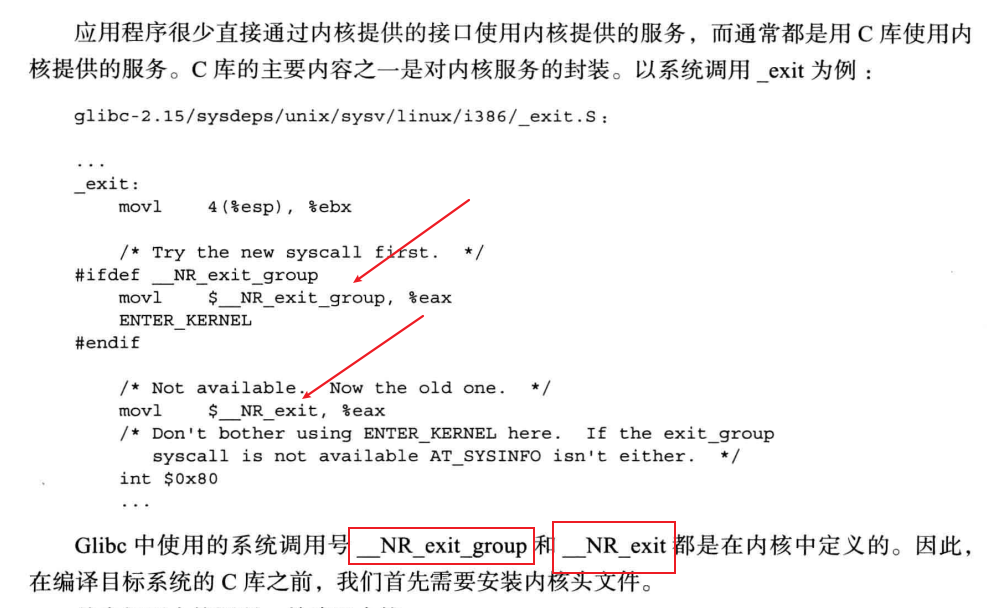 应用程序很少直接通过内核提供的接口使用内核提供的服务，而通常都是用 C 库使用内
核提供的服务。C 库的主要内容之一是对内核服务的封装。以系统调用 _exit 为例：
glibc-2.15/sysdeps/unix/sysv/linux/i386/_exit.S：
...
_exit:
movl    4(%esp), %ebx
/* Try the new syscall first.  */
#ifdef __NR_exit_group
movl    $__NR_exit_group, %eax
ENTER_KERNEL
#endif
/* Not available.  Now the old one.  */
movl    $__NR_exit, %eax
/* Don't bother using ENTER_KERNEL here.  If the exit_group
syscall is not available AT_SYSINFO isn't either.  */
int $0x80
...
Glibc 中使用的系统调用号 __NR_exit_group 和 __NR_exit 都是在内核中定义的。因此，
在编译目标系统的 C 库之前，我们首先需要安装内核头文件。